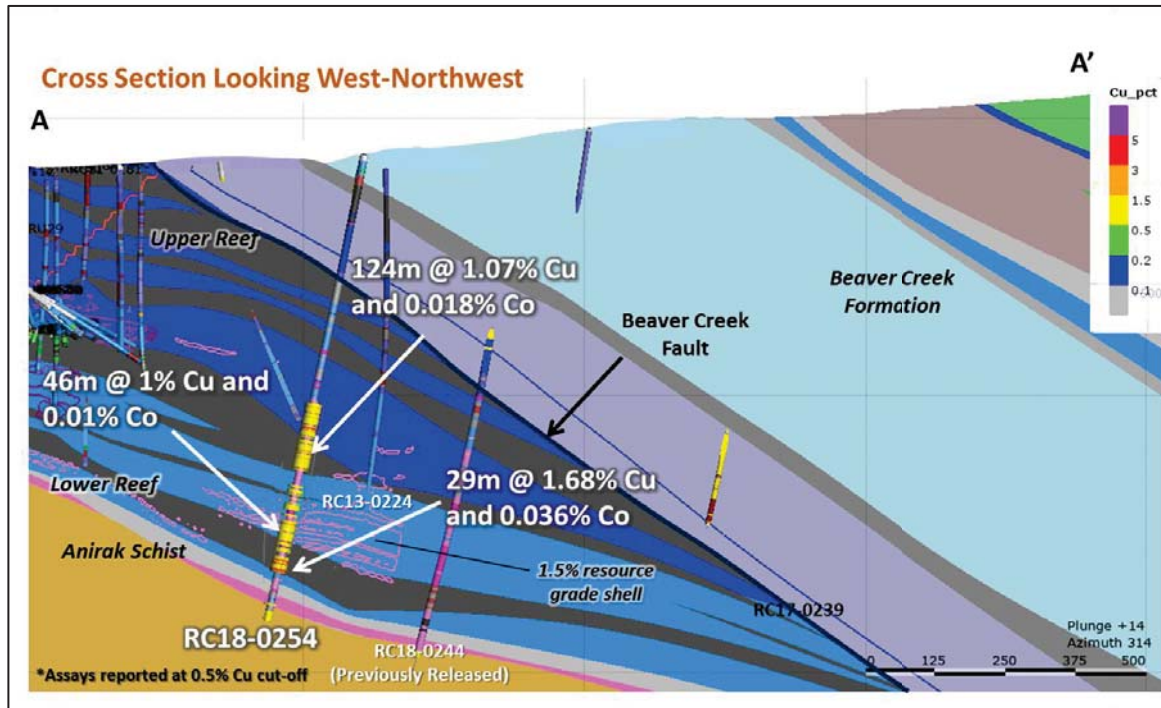 Cross Section Looking West-Northwest
A
A'
Cu_pct
5
3
1.5
0.5
0.2
0.1
Upper Reef
124m @ 1.07% Cu
and 0.018% Co
Beaver Creek
Formation
Beaver Creek
Fault
46m @ 1% Cu and
0.01% Co
Lower Reef
RC13-0224
29m @ 1.68% Cu
and 0.036% Co
Anirak Schist
1.5% resource
grade shell
RC17-0239
RC18-0254
RC18-0244
(Previously Released)
*Assays reported at 0.5% Cu cut-off
Plunge +14
Azimuth 314
0 125 250 375 500